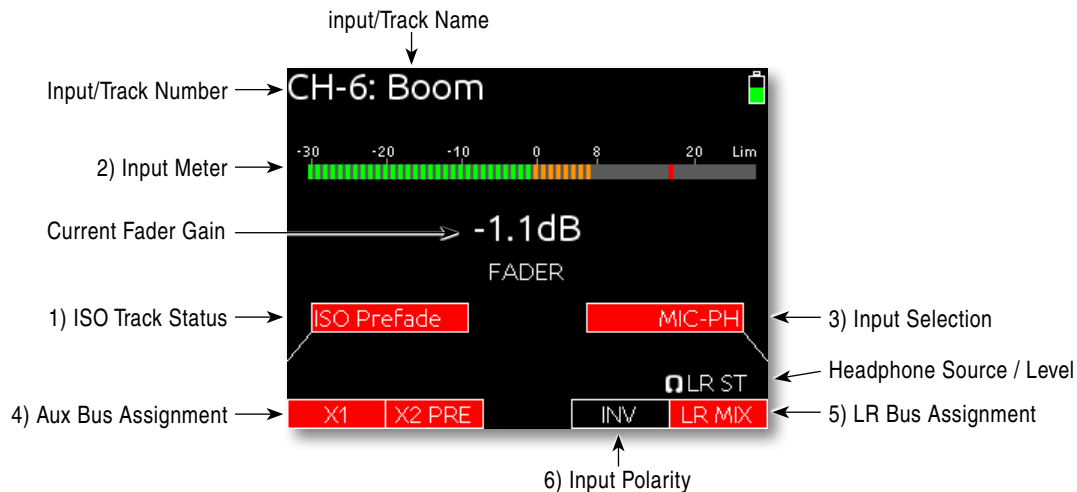 input/Track Name
Input/Track Number
CH-6: Boom
-30 -20 -10 0 8 20 Lim
2) Input Meter
Current Fader Gain
-1.1dB
FADER
1) ISO Track Status
ISO Prefade
MIC-PH
3) Input Selection
LR ST
Headphone Source / Level
4) Aux Bus Assignment
X1
X2 PRE
INV
LR MIX
5) LR Bus Assignment
6) Input Polarity